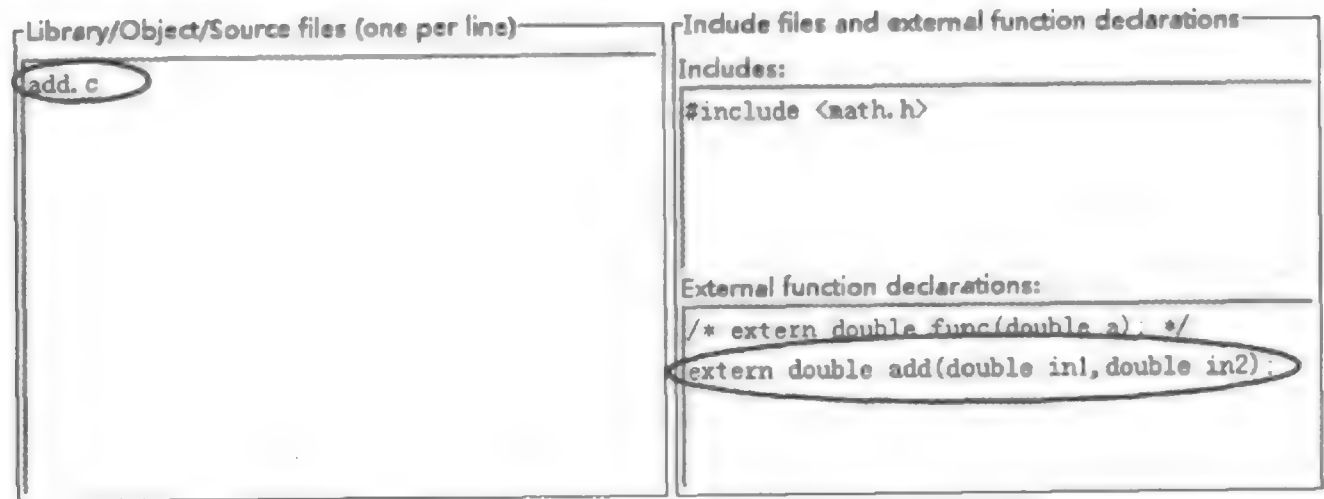 Library/Object/Source files (one per line)
add.c
Include files and external function declarations
Includes:
#include <math.h>
External function declarations:
/* extern double func(double a); */
extern double add(double in1,double in2);